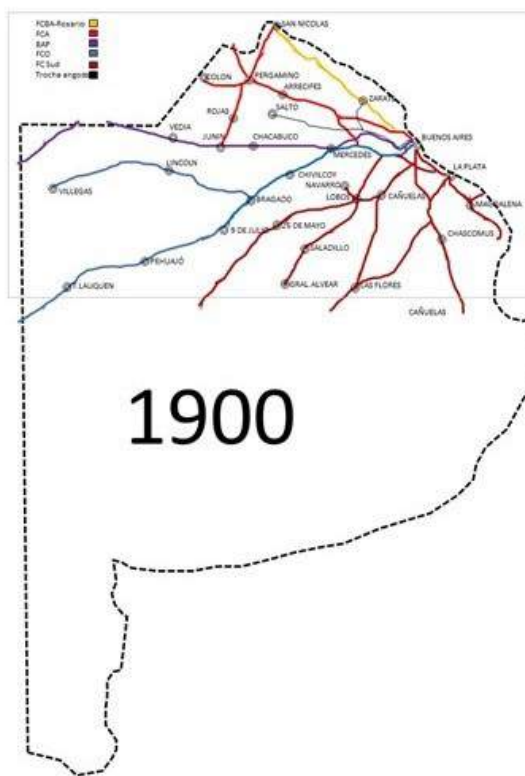 FCBA-Rosario
FCA
BAP
FCO
FC Sud
Trocha angosta
SAN NICOLAS
COLON
PERGAMINO
ARRECIFES
ZARATE
ROJAS
SALTO
VEDIA
JUNIN
CHACABUCO
MERCEDES
BUENOS AIRES
LINCOLN
CHIVILCOY
NAVARRO
LA PLATA
VILLEGAS
BRAGADO
LOBOS
CAÑUELAS
MAGDALENA
9 DE JULIO
25 DE MAYO
CHASCOMUS
SALADILLO
PEHUAJÓ
T.LAUQUEN
GRAL. ALVEAR
LAS FLORES
CAÑUELAS
1900